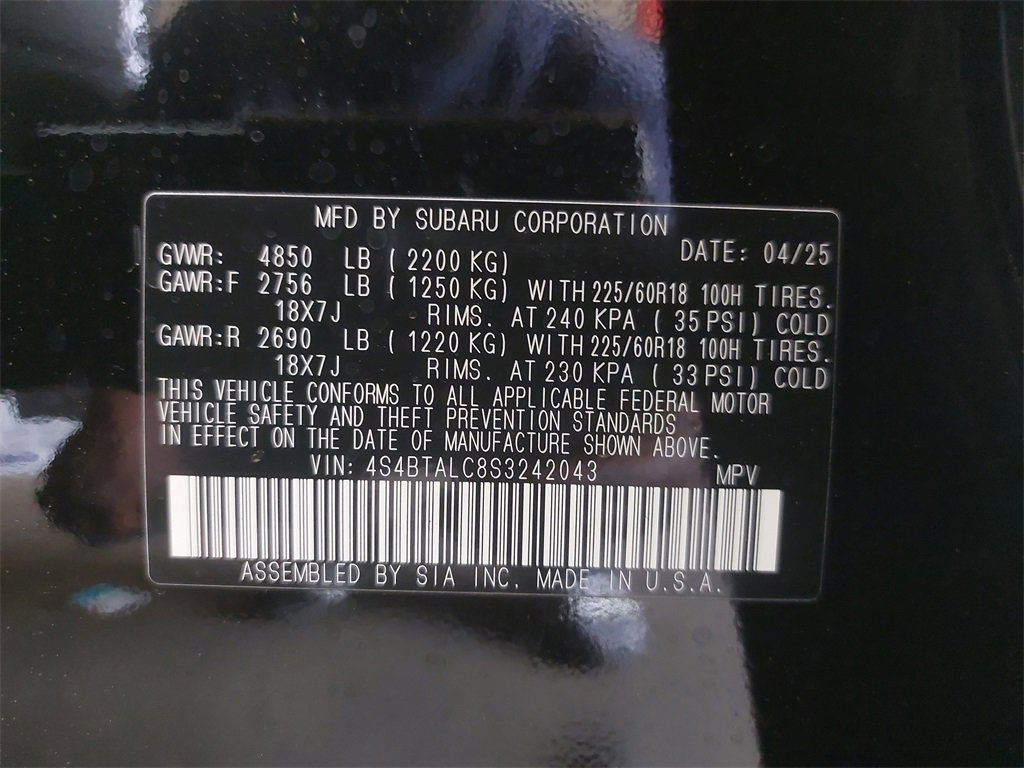 MFD BY SUBARU CORPORATION
DATE: 04/25
GVWR: 4850 LB ( 2200 KG)
GAWR:F 2756 LB ( 1250 KG) WITH 225/60R18 100H TIRES.
18X7J RIMS. AT 240 KPA ( 35 PSI) COLD
GAWR:R 2690 LB ( 1220 KG) WITH 225/60R18 100H TIRES.
18X7J RIMS. AT 230 KPA ( 33 PSI) COLD
THIS VEHICLE CONFORMS TO ALL APPLICABLE FEDERAL MOTOR
VEHICLE SAFETY AND THEFT PREVENTION STANDARDS
IN EFFECT ON THE DATE OF MANUFACTURE SHOWN ABOVE.
VIN: 4S4BTALC8S3242043 MPV
ASSEMBLED BY SIA INC. MADE IN U.S.A.